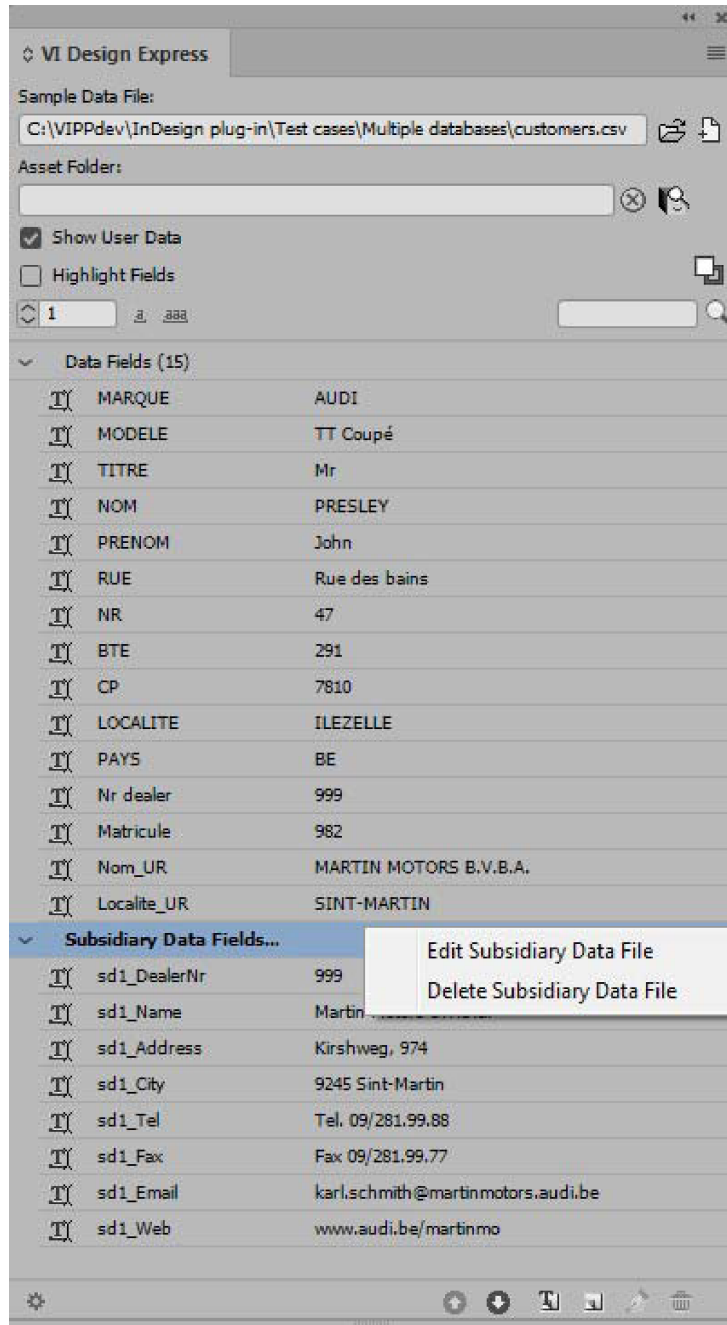 VI Design Express
Sample Data File:
C:\VIPPdev\InDesign plug-in\Test cases\Multiple databases\customers.csv
Asset Folder:
Show User Data
Highlight Fields
1 a aaa
Data Fields (15)
MARQUE AUDI
MODELE TT Coupé
TITRE Mr
NOM PRESLEY
PRENOM John
RUE Rue des bains
NR 47
BTE 291
CP 7810
LOCALITE ILEZELLE
PAYS BE
Nr dealer 999
Matricule 982
Nom_UR MARTIN MOTORS B.V.B.A.
Localite_UR SINT-MARTIN
Subsidiary Data Fields...
Edit Subsidiary Data File
Delete Subsidiary Data File
sd1_DealerNr 999
sd1_Name Martin
sd1_Address Kirshweg, 974
sd1_City 9245 Sint-Martin
sd1_Tel Tel. 09/281.99.88
sd1_Fax Fax 09/281.99.77
sd1_Email karl.schmith@martinmotors.audi.be
sd1_Web www.audi.be/martinmo